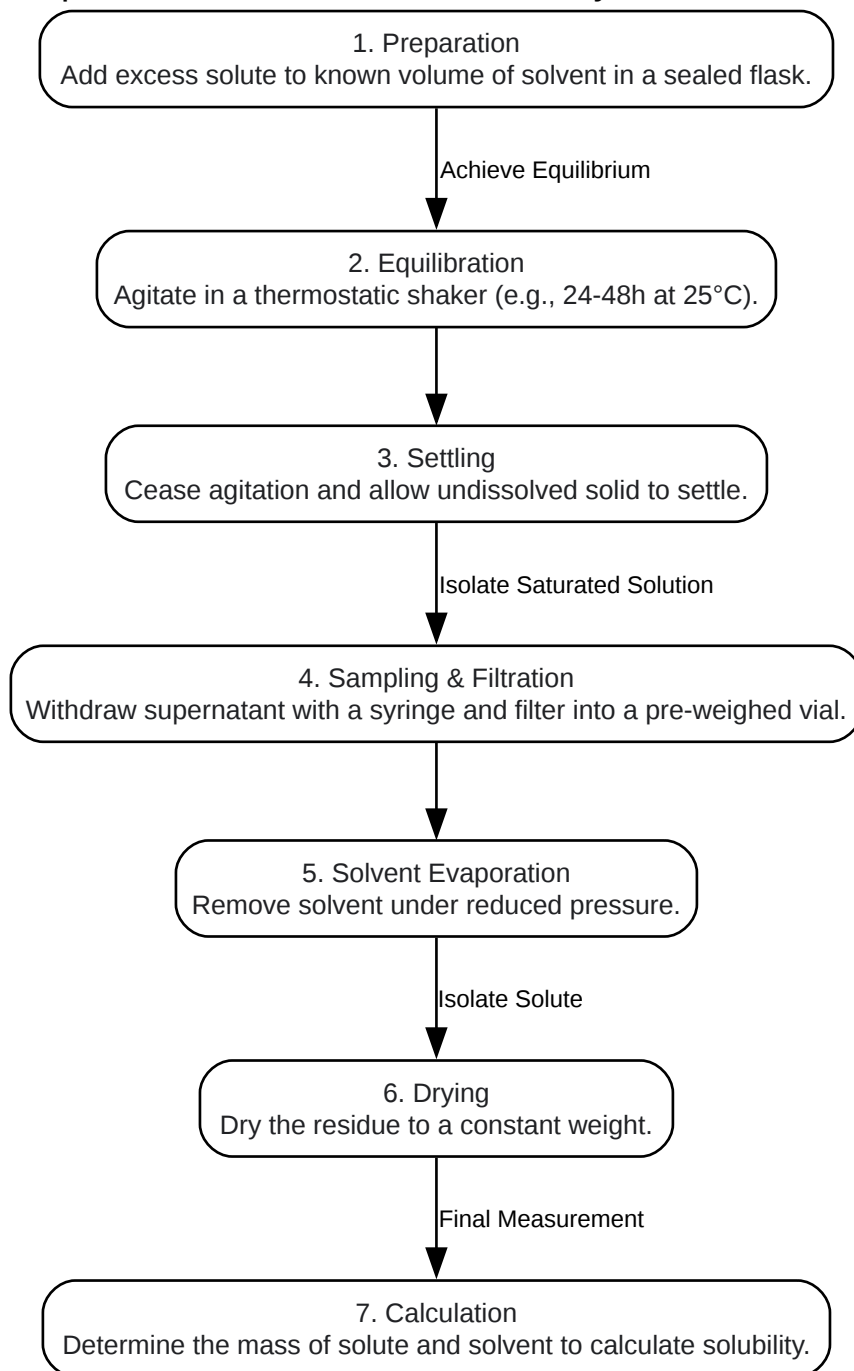 1. Preparation
Add excess solute to known volume of solvent in a sealed flask.
Achieve Equilibrium
2. Equilibration
Agitate in a thermostatic shaker (e.g., 24-48h at 25°C).
3. Settling
Cease agitation and allow undissolved solid to settle.
Isolate Saturated Solution
4. Sampling & Filtration
Withdraw supernatant with a syringe and filter into a pre-weighed vial.
5. Solvent Evaporation
Remove solvent under reduced pressure.
Isolate Solute
6. Drying
Dry the residue to a constant weight.
Final Measurement
7. Calculation
Determine the mass of solute and solvent to calculate solubility.